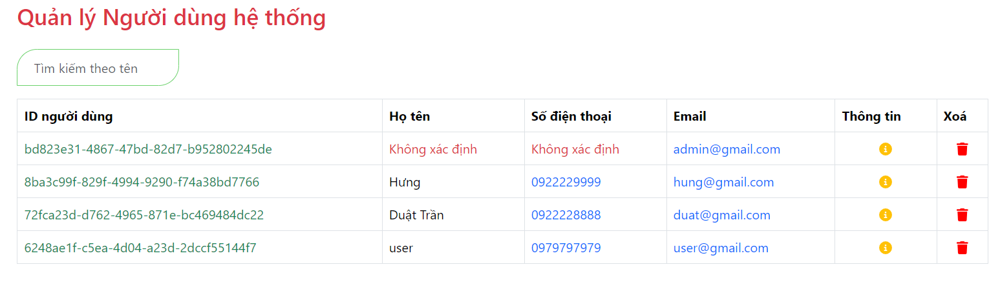 Quản lý Người dùng hệ thống
Tìm kiếm theo tên
ID người dùng Họ tên Số điện thoại Email Thông tin Xoá
bd823e31-4867-47bd-82d7-b952802245de Không xác định Không xác định admin@gmail.com
8ba3c99f-829f-4994-9290-f74a38bd7766 Hưng 0922229999 hung@gmail.com
72fca23d-d762-4965-871e-bc469484dc22 Duật Trần 0922228888 duat@gmail.com
6248ae1f-c5ea-4d04-a23d-2dccf55144f7 user 0979797979 user@gmail.com